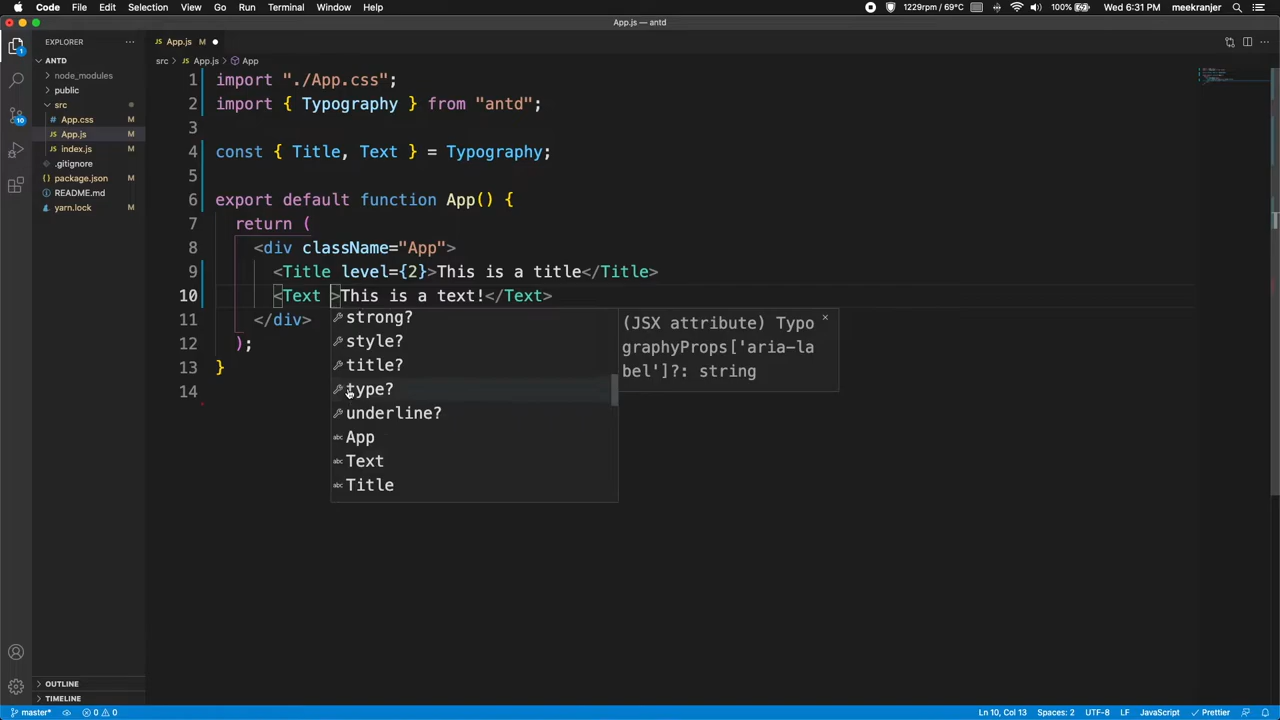 Code File Edit Selection View Go Run Terminal Window Help 1229rpm / 69°C 100% Wed 6:31 PM meekranjer
App.js — antd
EXPLORER
App.js M
ANTD
src > App.js > App
node_modules
public
src
App.css M
App.js M
index.js M
.gitignore
package.json M
README.md
yarn.lock M
1 import "./App.css";
2 import { Typography } from "antd";
3
4 const { Title, Text } = Typography;
5
6 export default function App() {
7 return (
8 <div className="App">
9 <Title level={2}>This is a title</Title>
10 <Text >This is a text!</Text>
11 </div>
12 );
13 }
14
strong?
style?
title?
type?
underline?
App
Text
Title
(JSX attribute) Typo
graphyProps['aria-la
bel']?: string
1
10
OUTLINE
TIMELINE
master* 0 0 Ln 10, Col 13 Spaces: 2 UTF-8 LF JavaScript Prettier